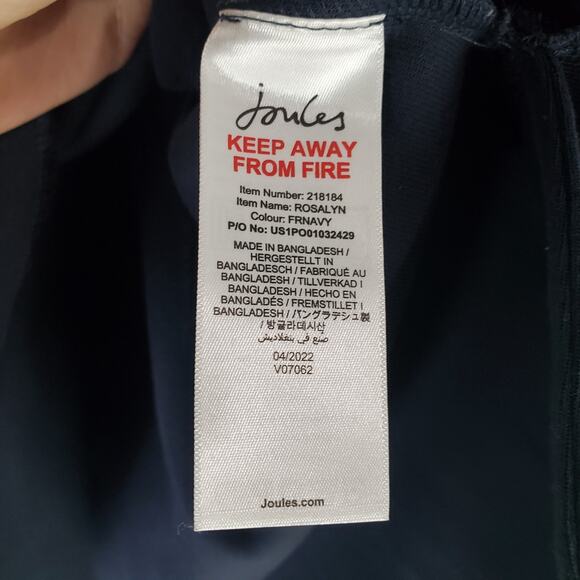 Joules
KEEP AWAY
FROM FIRE
Item Number: 218184
Item Name: ROSALYN
Colour: FRNAVY
P/O No: US1PO01032429
MADE IN BANGLADESH /
HERGESTELLT IN
BANGLADESCH / FABRIQUÉ AU
BANGLADESH / TILLVERKAD I
BANGLADESH / HECHO EN
BANGLADÉS / FREMSTILLET I
BANGLADESH / バングラデシュ製
/ 방글라데시산
صنع في بنغلاديش
04/2022
V07062
Joules.com